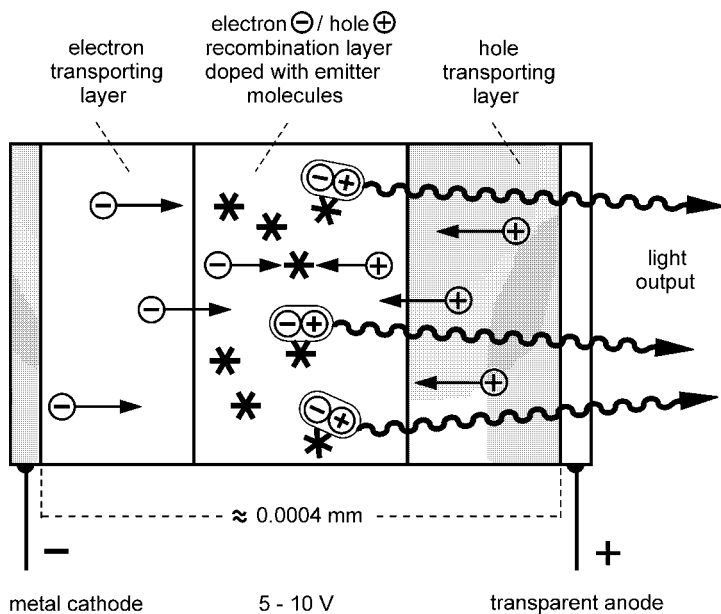 electron
transporting
layer
electron ⊖ / hole ⊕
recombination layer
doped with emitter
molecules
hole
transporting
layer
light
output
≈ 0.0004 mm
−
+
metal cathode
5 - 10 V
transparent anode